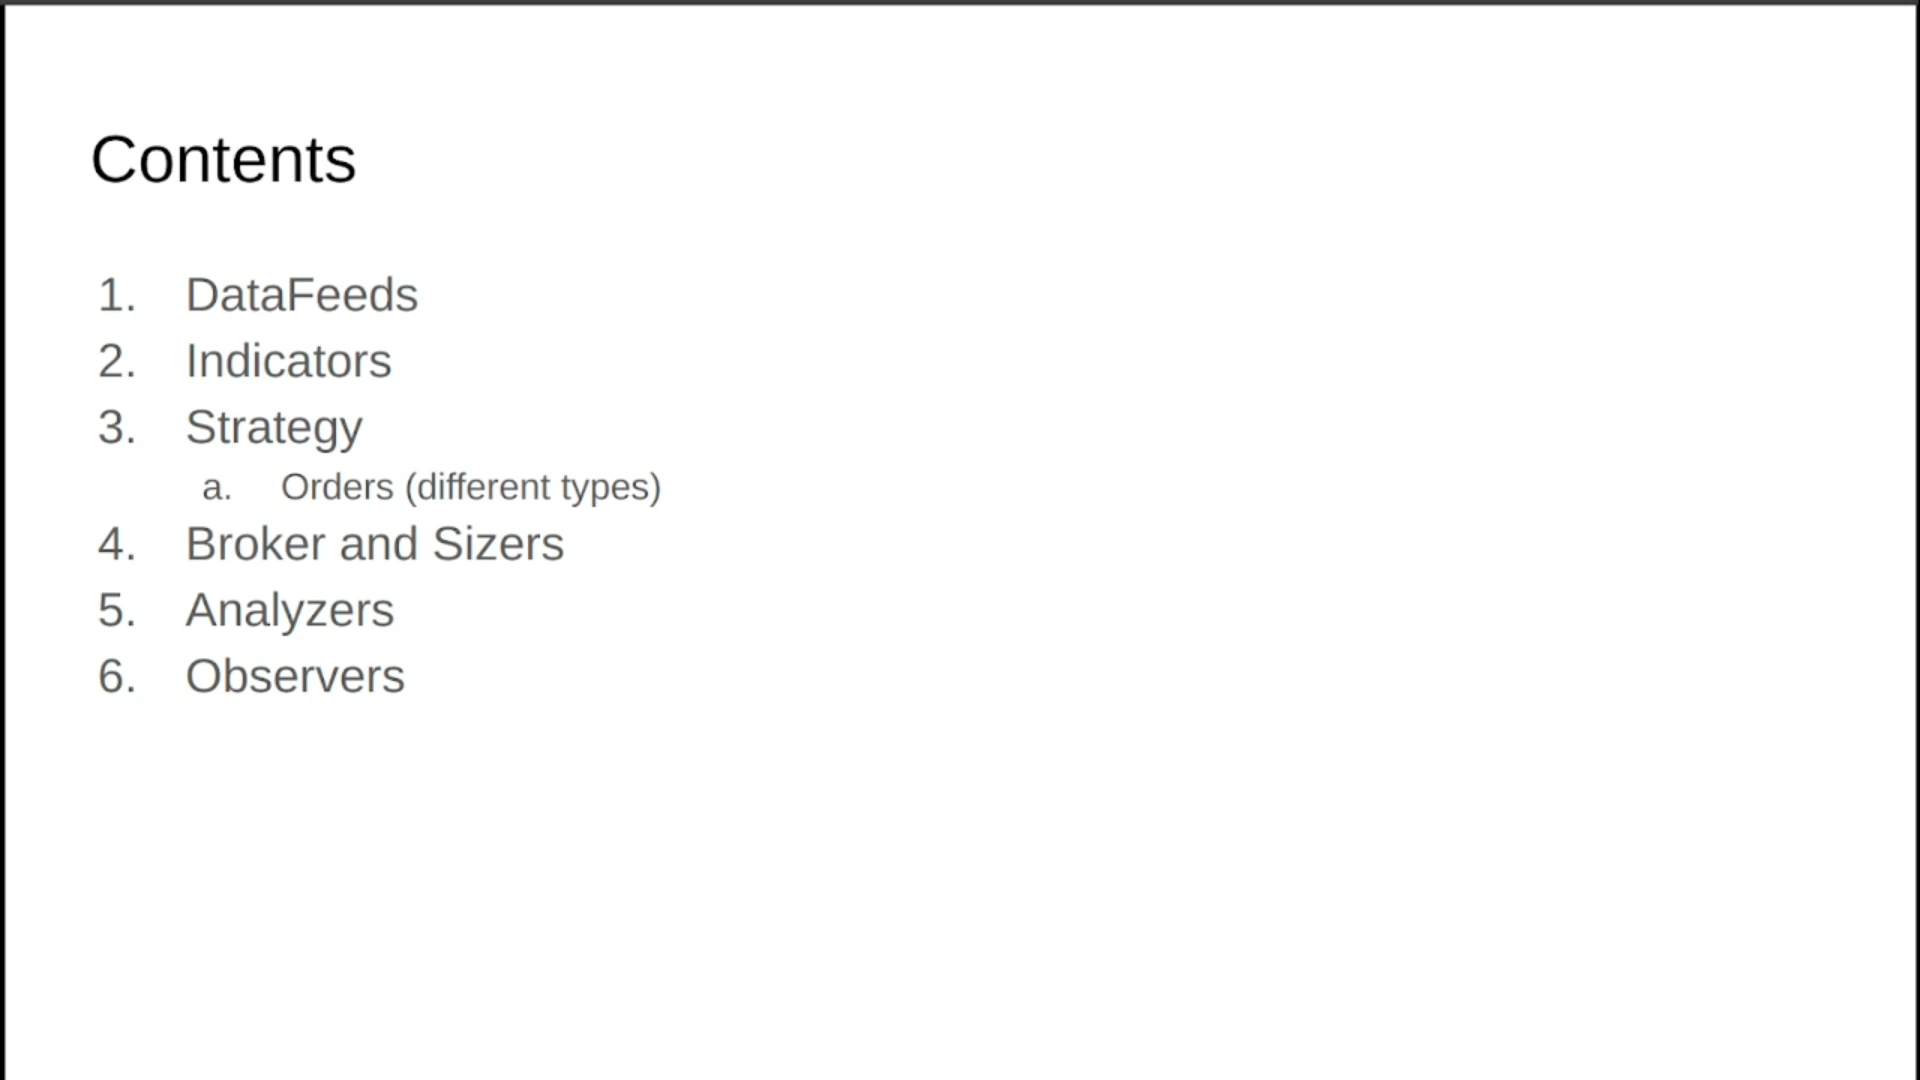 Contents
1. DataFeeds
2. Indicators
3. Strategy
a. Orders (different types)
4. Broker and Sizers
5. Analyzers
6. Observers